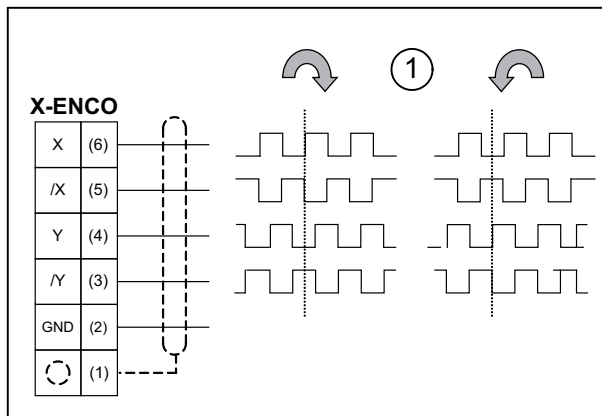 1
X-ENCO
X (6)
/X (5)
Y (4)
/Y (3)
GND (2)
(1)